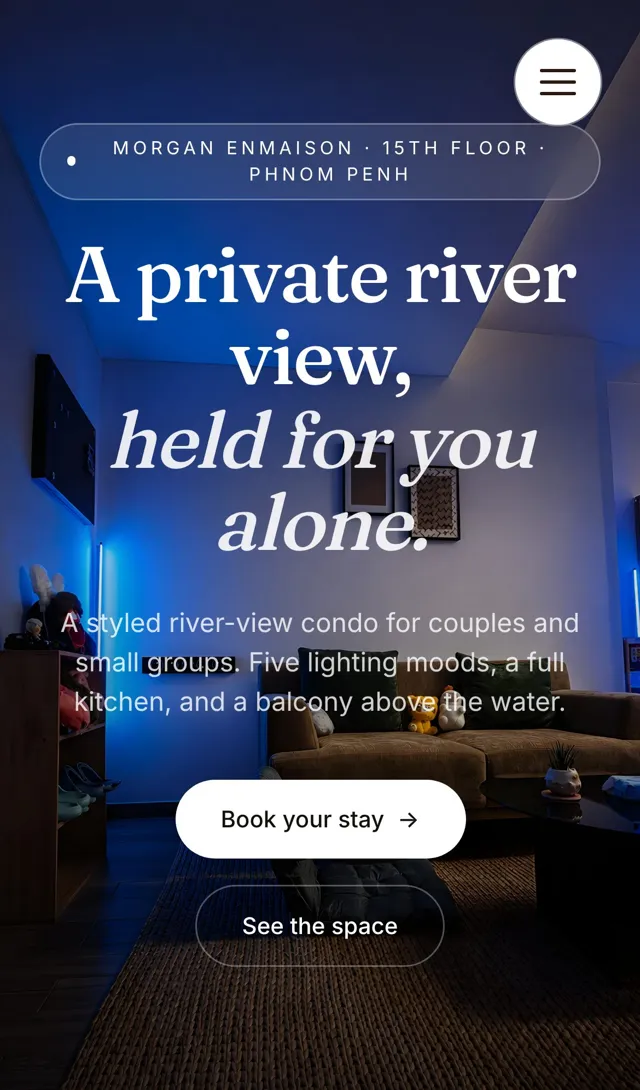 MORGAN ENMAISON · 15TH FLOOR ·
PHNOM PENH
A private river
view,
held for you
alone.
A styled river-view condo for couples and
small groups. Five lighting moods, a full
kitchen, and a balcony above the water.
Book your stay →
See the space